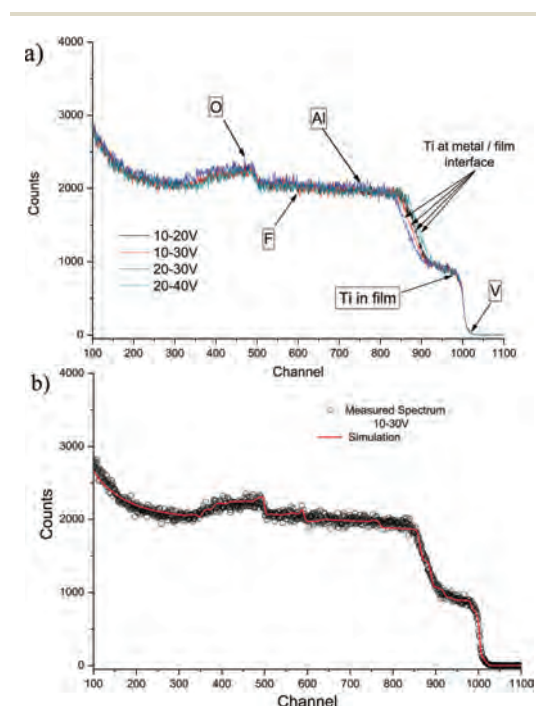 a)
4000
3000
2000
1000
0
Counts
O
Al
Ti at metal / film
interface
F
10-20V
10-30V
20-30V
20-40V
Ti in film
V
100 200 300 400 500 600 700 800 900 1000 1100
Channel
b)
4000
3000
2000
1000
0
Counts
Measured Spectrum
10-30V
Simulation
100 200 300 400 500 600 700 800 900 1000 1100
Channel